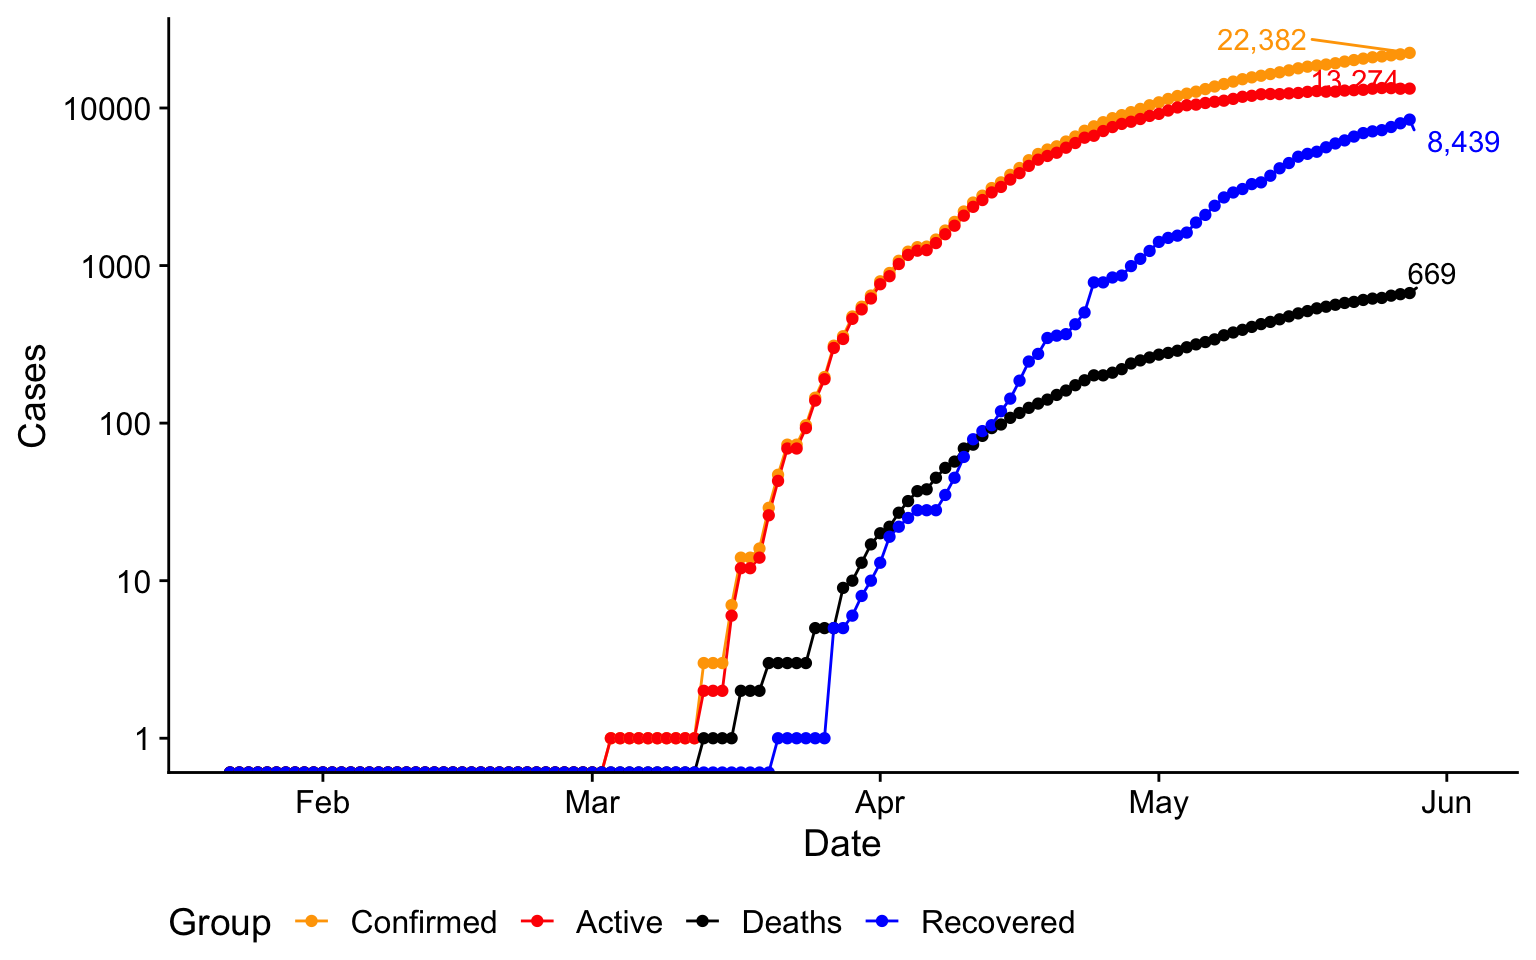 22,382
13,274
10000
8,439
1000
669
Cases
100
10
1
Feb Mar Apr May Jun
Date
Group Confirmed Active Deaths Recovered